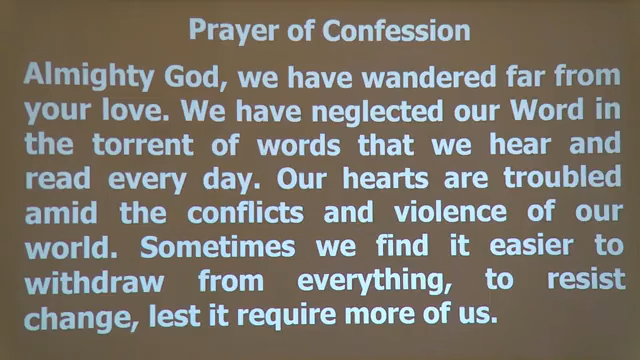 Prayer of Confession
Almighty God, we have wandered far from
your love. We have neglected our Word in
the torrent of words that we hear and
read every day. Our hearts are troubled
amid the conflicts and violence of our
world. Sometimes we find it easier to
withdraw from everything, to resist
change, lest it require more of us.